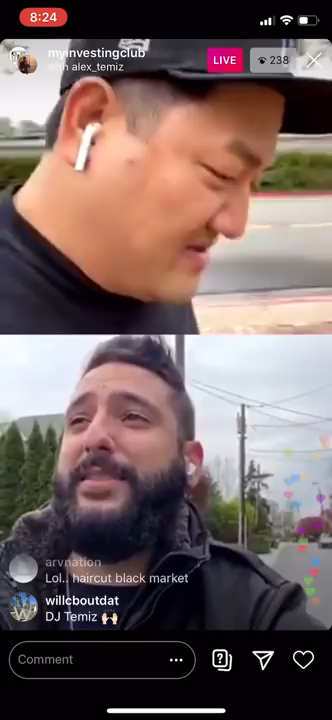 8:24
myinvestingclub
with alex_temiz
LIVE
238
arvnation
Lol.. haircut black market
willcboutdat
DJ Temiz 🙌🏻
Comment